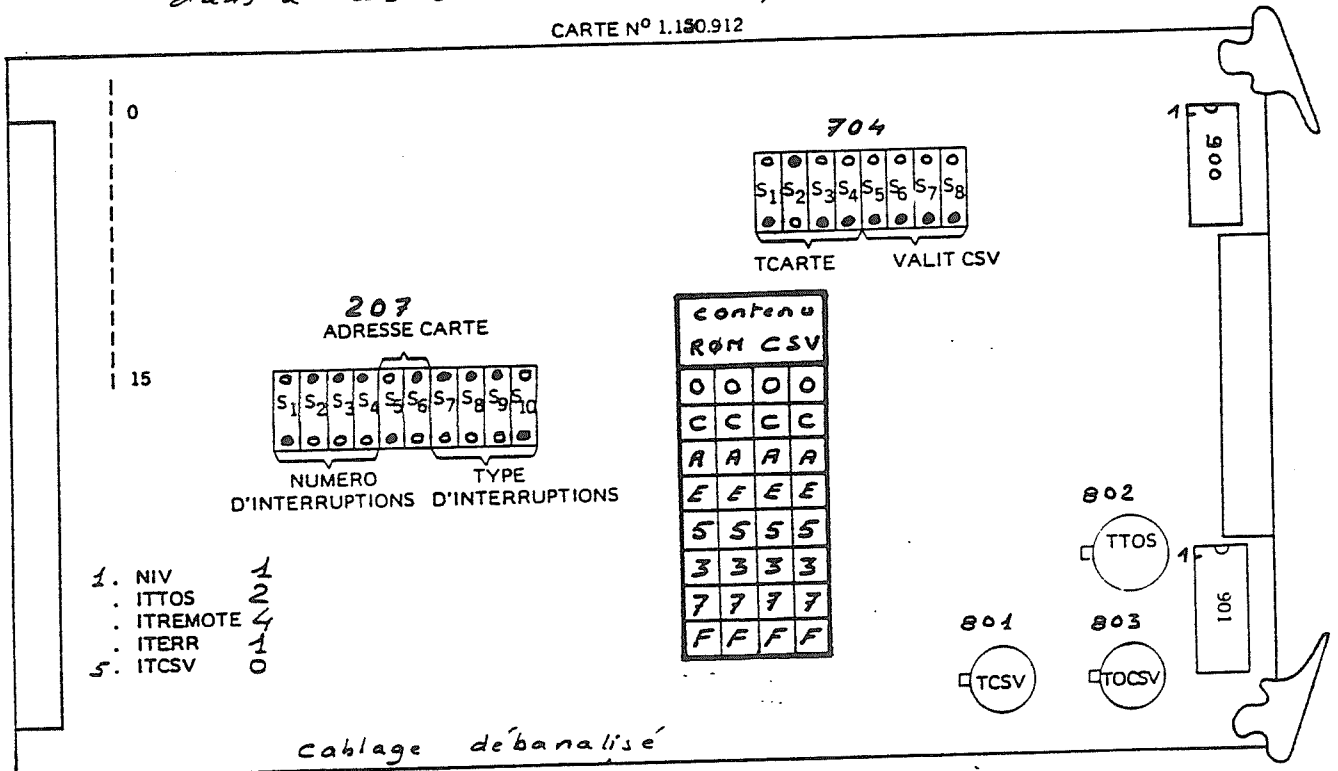 CARTE Nº 1.180.912
0
15
704
S1 S2 S3 S4 S5 S6 S7 S8
TCARTE VALIT CSV
1
900
207
ADRESSE CARTE
S1 S2 S3 S4 S5 S6 S7 S8 S9 S10
NUMERO D'INTERRUPTIONS
TYPE D'INTERRUPTIONS
contenu
RØM CSV
0 0 0 0
C C C C
A A A A
E E E E
5 5 5 5
3 3 3 3
7 7 7 7
F F F F
1. NIV 1
. ITTOS 2
. ITREMOTE 4
. ITERR 1
5. ITCSV 0
802
TTOS
1
901
801
TCSV
803
TOCSV
cablage débanalisé